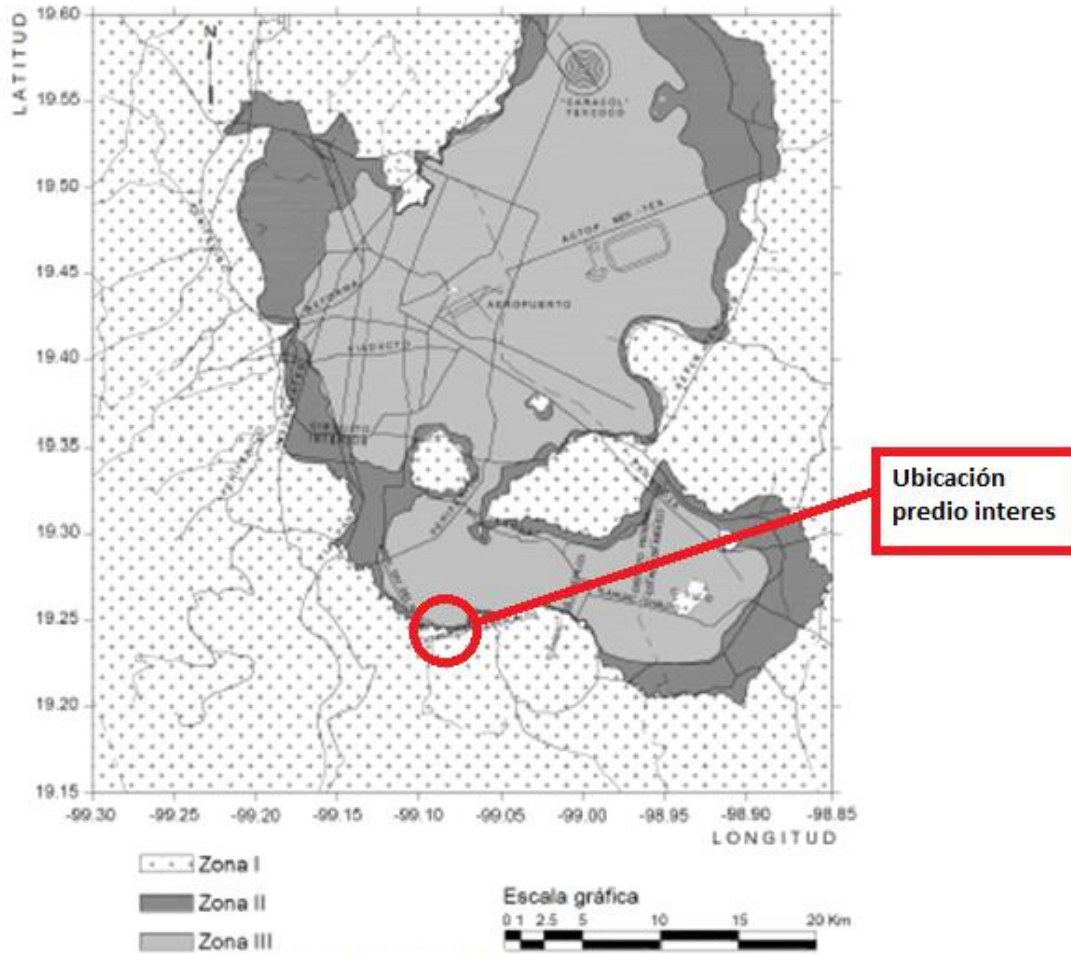 LATITUD
19.60
19.55
19.50
19.45
19.40
19.35
19.30
19.25
19.20
19.15
N
"CARACOL"
TEXCOCO
AUTOP. MEX-TEX
AEROPUERTO
REFORMA
VIADUCTO
CIRCUITO
INTERIOR
Ubicación
predio interes
-99.30
-99.25
-99.20
-99.15
-99.10
-99.05
-99.00
-98.95
-98.90
-98.85
LONGITUD
Zona I
Zona II
Zona III
Escala gráfica
0 1 2.5 5 10 15 20 Km